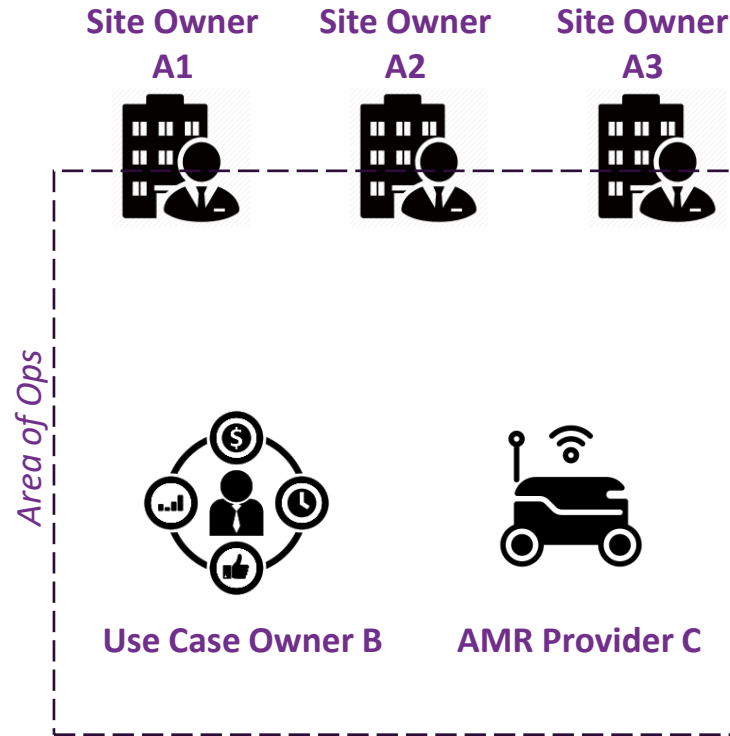 Site Owner
A1
Site Owner
A2
Site Owner
A3
Area of Ops
$
Use Case Owner B
AMR Provider C